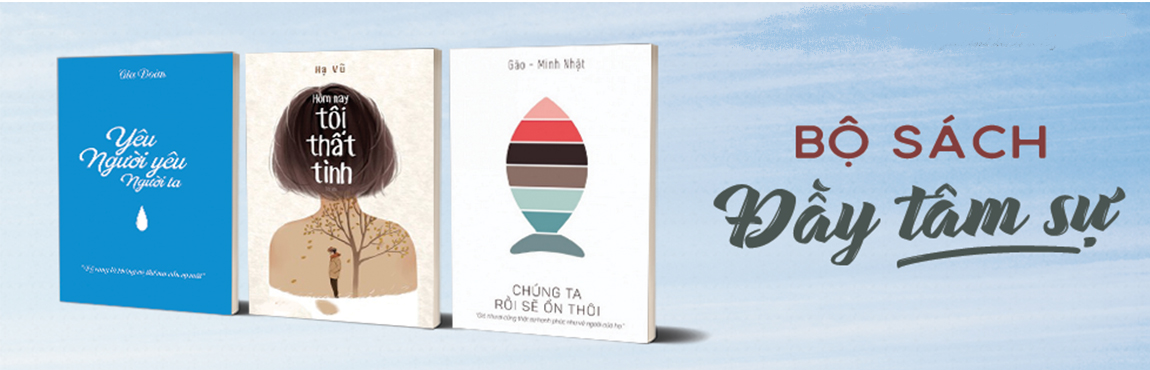 Yêu
Người yêu
Người ta
Hạ Vũ
Hôm nay
tôi
thất
tình
Gào - Minh Nhật
CHÚNG TA
RỒI SẼ ỔN THÔI
BỘ SÁCH
Đầy tâm sự